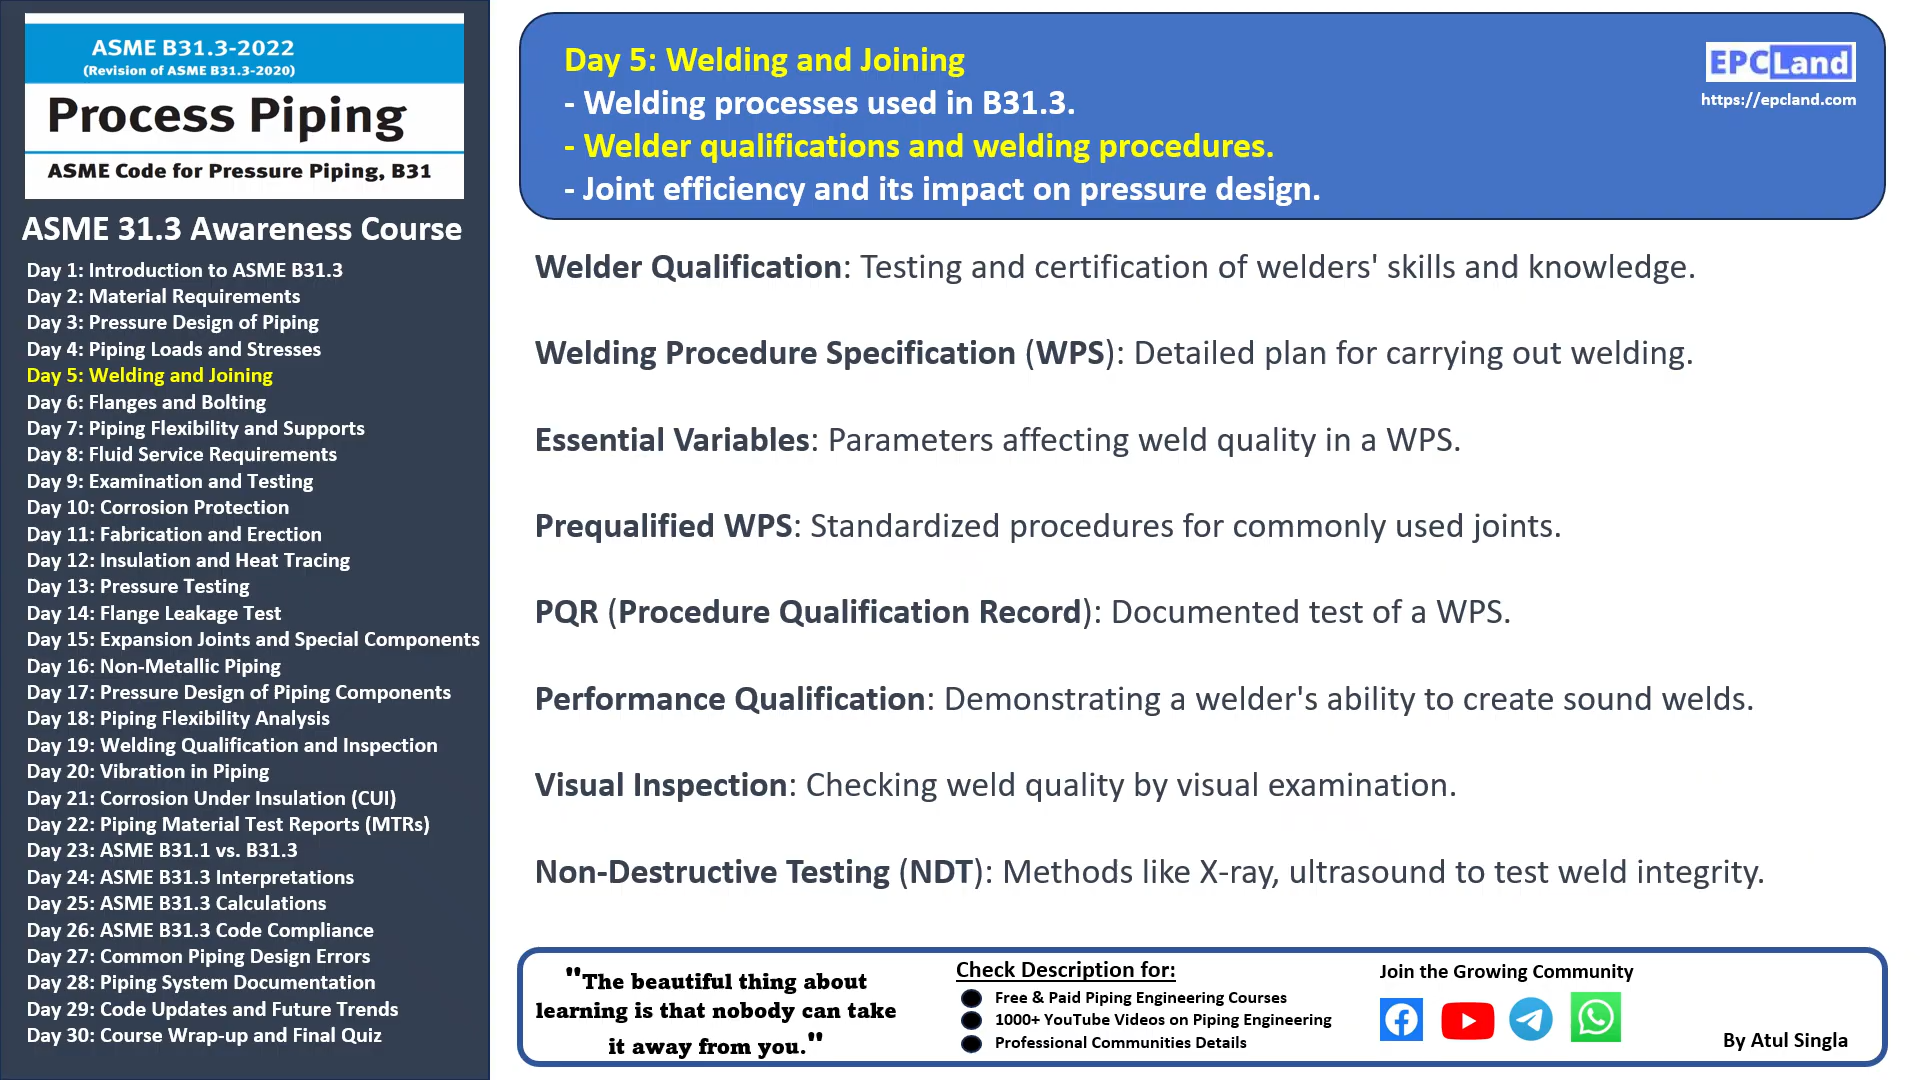 ASME B31.3-2022
(Revision of ASME B31.3-2020)
Process Piping
ASME Code for Pressure Piping, B31
ASME 31.3 Awareness Course
Day 1: Introduction to ASME B31.3
Day 2: Material Requirements
Day 3: Pressure Design of Piping
Day 4: Piping Loads and Stresses
Day 5: Welding and Joining
Day 6: Flanges and Bolting
Day 7: Piping Flexibility and Supports
Day 8: Fluid Service Requirements
Day 9: Examination and Testing
Day 10: Corrosion Protection
Day 11: Fabrication and Erection
Day 12: Insulation and Heat Tracing
Day 13: Pressure Testing
Day 14: Flange Leakage Test
Day 15: Expansion Joints and Special Components
Day 16: Non-Metallic Piping
Day 17: Pressure Design of Piping Components
Day 18: Piping Flexibility Analysis
Day 19: Welding Qualification and Inspection
Day 20: Vibration in Piping
Day 21: Corrosion Under Insulation (CUI)
Day 22: Piping Material Test Reports (MTRs)
Day 23: ASME B31.1 vs. B31.3
Day 24: ASME B31.3 Interpretations
Day 25: ASME B31.3 Calculations
Day 26: ASME B31.3 Code Compliance
Day 27: Common Piping Design Errors
Day 28: Piping System Documentation
Day 29: Code Updates and Future Trends
Day 30: Course Wrap-up and Final Quiz
Day 5: Welding and Joining
- Welding processes used in B31.3.
- Welder qualifications and welding procedures.
- Joint efficiency and its impact on pressure design.
EPCLand
https://epcland.com
Welder Qualification: Testing and certification of welders' skills and knowledge.
Welding Procedure Specification (WPS): Detailed plan for carrying out welding.
Essential Variables: Parameters affecting weld quality in a WPS.
Prequalified WPS: Standardized procedures for commonly used joints.
PQR (Procedure Qualification Record): Documented test of a WPS.
Performance Qualification: Demonstrating a welder's ability to create sound welds.
Visual Inspection: Checking weld quality by visual examination.
Non-Destructive Testing (NDT): Methods like X-ray, ultrasound to test weld integrity.
"The beautiful thing about
learning is that nobody can take
it away from you."
Check Description for:
Free & Paid Piping Engineering Courses
1000+ YouTube Videos on Piping Engineering
Professional Communities Details
Join the Growing Community
By Atul Singla